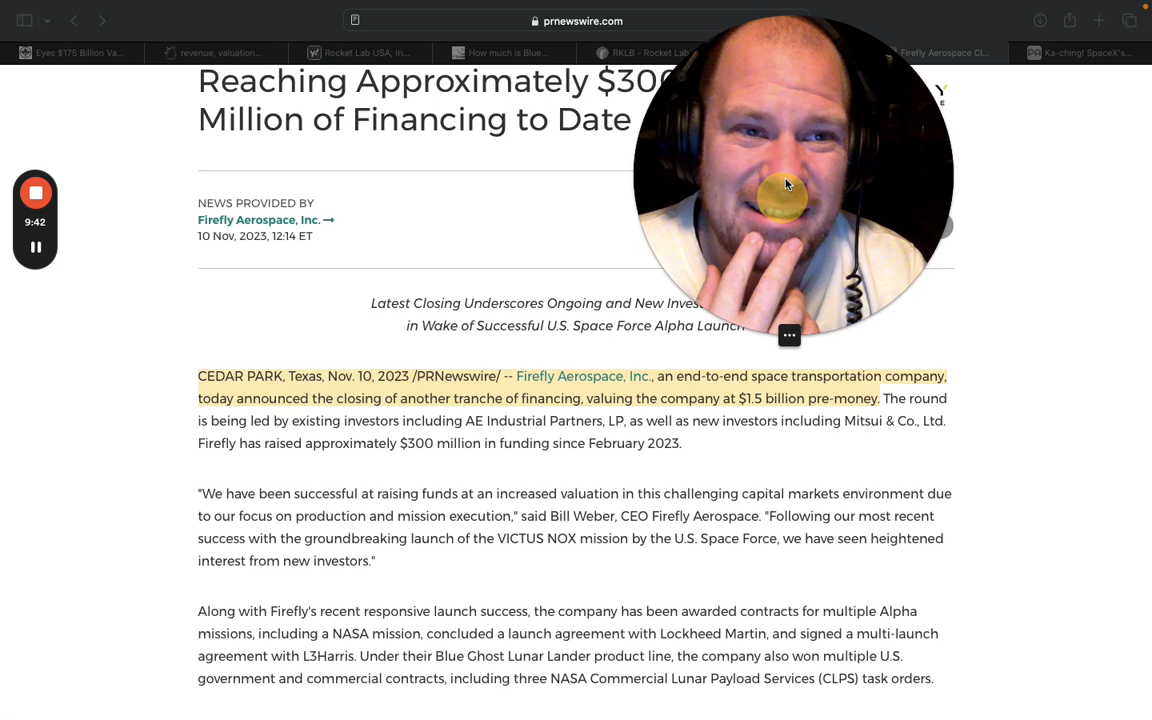 prnewswire.com
Eyes $175 Billion Va...
revenue, valuation...
Rocket Lab USA, In...
How much is Blue...
RKLB - Rocket Lab
Firefly Aerospace Cl...
Ka-ching! SpaceX's...
Reaching Approximately $300
Million of Financing to Date
NEWS PROVIDED BY
Firefly Aerospace, Inc. →
10 Nov, 2023, 12:14 ET
9:42
Latest Closing Underscores Ongoing and New Inves
in Wake of Successful U.S. Space Force Alpha Launch
CEDAR PARK, Texas, Nov. 10, 2023 /PRNewswire/ -- Firefly Aerospace, Inc., an end-to-end space transportation company,
today announced the closing of another tranche of financing, valuing the company at $1.5 billion pre-money. The round
is being led by existing investors including AE Industrial Partners, LP, as well as new investors including Mitsui & Co., Ltd.
Firefly has raised approximately $300 million in funding since February 2023.
"We have been successful at raising funds at an increased valuation in this challenging capital markets environment due
to our focus on production and mission execution," said Bill Weber, CEO Firefly Aerospace. "Following our most recent
success with the groundbreaking launch of the VICTUS NOX mission by the U.S. Space Force, we have seen heightened
interest from new investors."
Along with Firefly's recent responsive launch success, the company has been awarded contracts for multiple Alpha
missions, including a NASA mission, concluded a launch agreement with Lockheed Martin, and signed a multi-launch
agreement with L3Harris. Under their Blue Ghost Lunar Lander product line, the company also won multiple U.S.
government and commercial contracts, including three NASA Commercial Lunar Payload Services (CLPS) task orders.